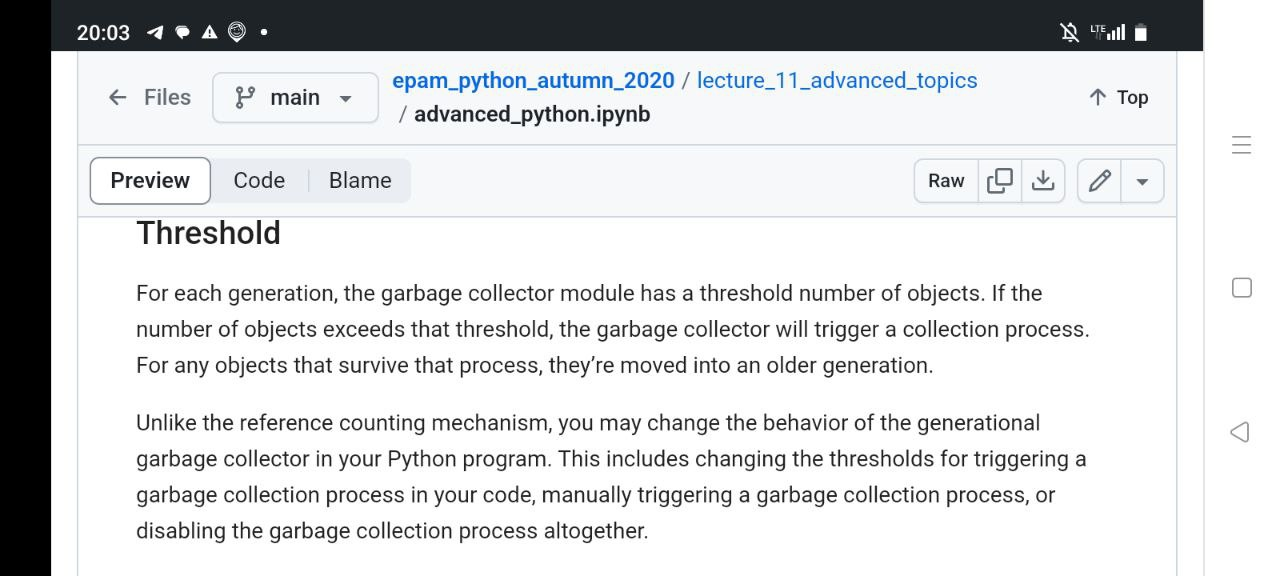 20:03
LTE
Files
main
epam_python_autumn_2020 / lecture_11_advanced_topics
/ advanced_python.ipynb
Top
Preview
Code
Blame
Raw
Threshold
For each generation, the garbage collector module has a threshold number of objects. If the
number of objects exceeds that threshold, the garbage collector will trigger a collection process.
For any objects that survive that process, they’re moved into an older generation.
Unlike the reference counting mechanism, you may change the behavior of the generational
garbage collector in your Python program. This includes changing the thresholds for triggering a
garbage collection process in your code, manually triggering a garbage collection process, or
disabling the garbage collection process altogether.